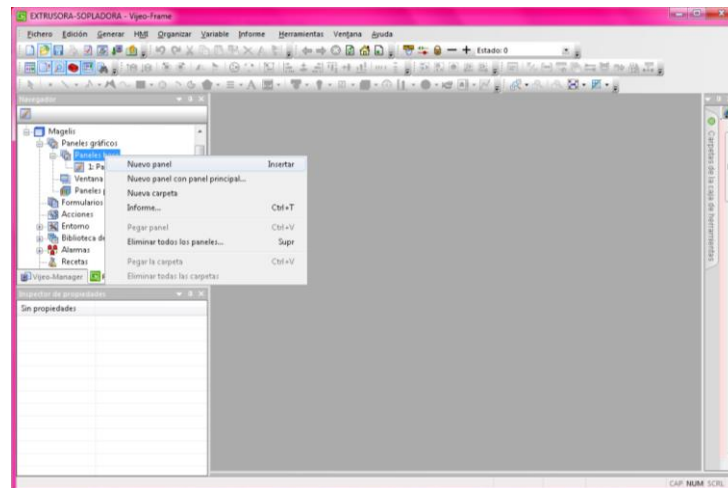 EXTRUSORA-SOPLADORA - Vijeo-Frame
Fichero Edición Generar HMI Organizar Variable Informe Herramientas Ventana Ayuda
Estado: 0
Navegador
Magelis
Paneles gráficos
Paneles
1: Pa
Ventana
Paneles
Formularios
Acciones
Entorno
Biblioteca de
Alarmas
Recetas
Vijeo-Manager
Nuevo panel Insertar
Nuevo panel con panel principal...
Nueva carpeta
Informe... Ctrl+T
Pegar panel Ctrl+V
Eliminar todos los paneles... Supr
Pegar la carpeta Ctrl+V
Eliminar todas las carpetas
Inspector de propiedades
Sin propiedades
Carpetas de la caja de herramientas
CAP NUM SCRL